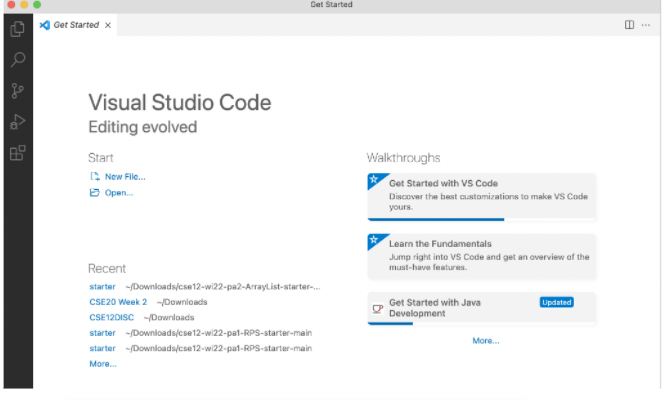 Get Started
Get Started ×
Visual Studio Code
Editing evolved
Start
New File...
Open...
Recent
starter ~/Downloads/cse12-wi22-pa2-ArrayList-starter-...
CSE20 Week 2 ~/Downloads
CSE12DISC ~/Downloads
starter ~/Downloads/cse12-wi22-pa1-RPS-starter-main
starter ~/Downloads/cse12-wi22-pa1-RPS-starter-main
More...
Walkthroughs
Get Started with VS Code
Discover the best customizations to make VS Code
yours.
Learn the Fundamentals
Jump right into VS Code and get an overview of the
must-have features.
Get Started with Java Updated
Development
More...